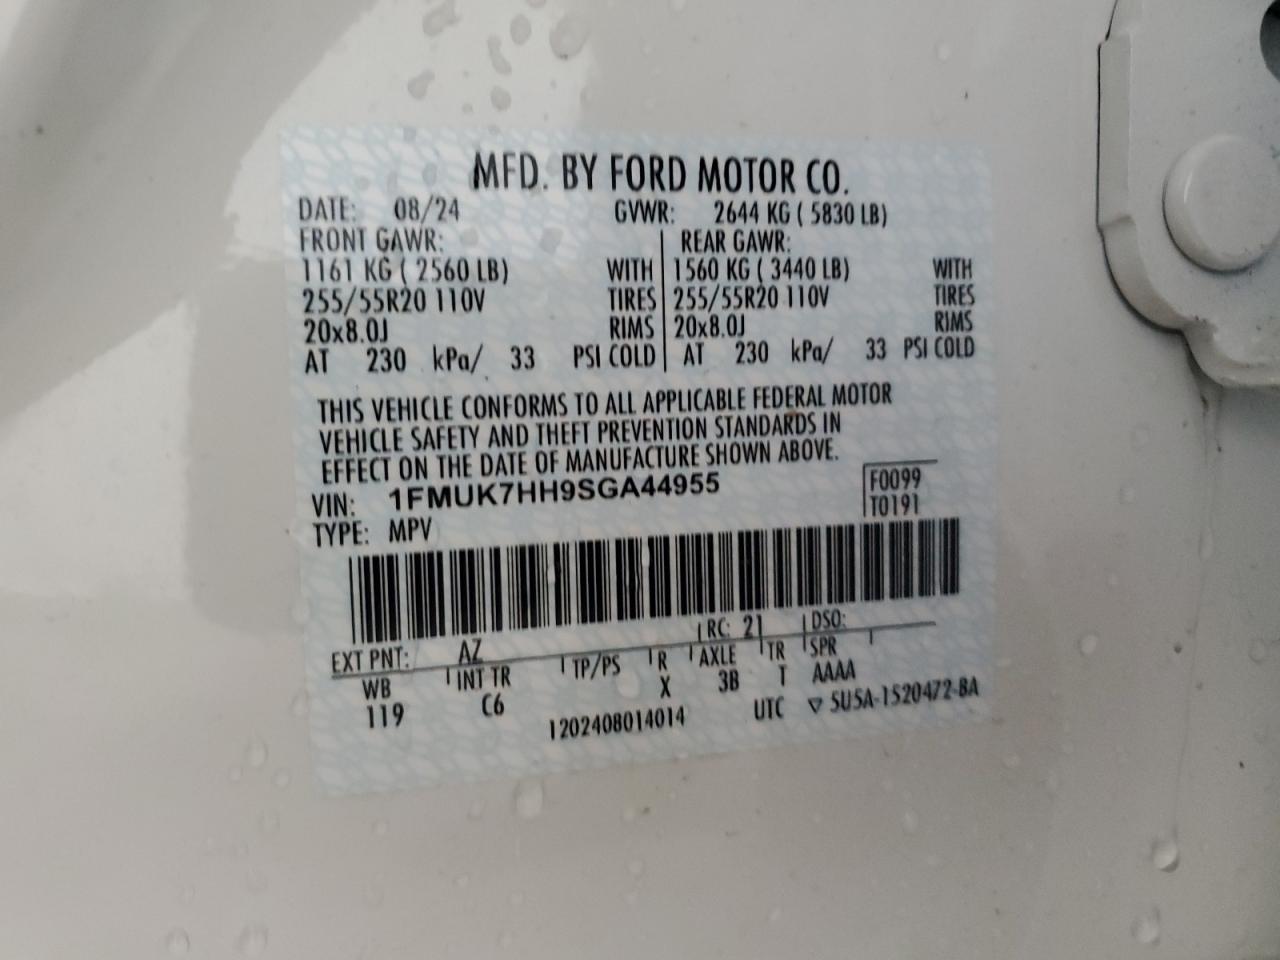 MFD. BY FORD MOTOR CO.
DATE: 08/24 GVWR: 2644 KG ( 5830 LB)
FRONT GAWR: REAR GAWR:
1161 KG ( 2560 LB) WITH 1560 KG ( 3440 LB) WITH
255/55R20 110V TIRES 255/55R20 110V TIRES
20x8.0J RIMS 20x8.0J RIMS
AT 230 kPa/ 33 PSI COLD AT 230 kPa/ 33 PSI COLD
THIS VEHICLE CONFORMS TO ALL APPLICABLE FEDERAL MOTOR
VEHICLE SAFETY AND THEFT PREVENTION STANDARDS IN
EFFECT ON THE DATE OF MANUFACTURE SHOWN ABOVE.
VIN: 1FMUK7HH9SGA44955 F0099
TYPE: MPV T0191
EXT PNT: AZ RC: 21 DSO:
WB INT TR TP/PS R AXLE TR SPR
119 C6 X 3B T AAAA
1202408014014 UTC ▽ SU5A-1520472-BA